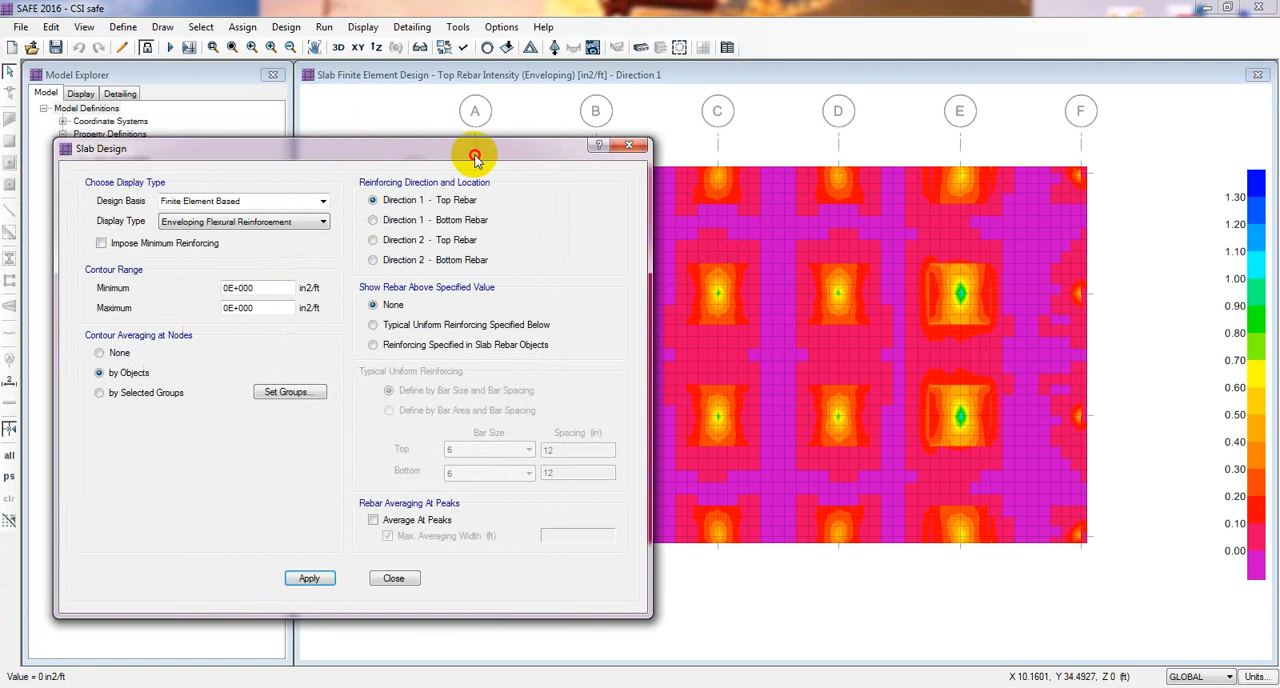 SAFE 2016 - CSI safe
File Edit View Define Draw Select Assign Design Run Display Detailing Tools Options Help
3D XY
Model Explorer
Model Display Detailing
Model Definitions
Coordinate Systems
Property Definitions
Slab Finite Element Design - Top Rebar Intensity (Enveloping) [in2/ft] - Direction 1
A B C D E F
Slab Design
Choose Display Type
Design Basis Finite Element Based
Display Type Enveloping Flexural Reinforcement
Impose Minimum Reinforcing
Contour Range
Minimum 0E+000 in2/ft
Maximum 0E+000 in2/ft
Contour Averaging at Nodes
None
by Objects
by Selected Groups Set Groups...
Reinforcing Direction and Location
Direction 1 - Top Rebar
Direction 1 - Bottom Rebar
Direction 2 - Top Rebar
Direction 2 - Bottom Rebar
Show Rebar Above Specified Value
None
Typical Uniform Reinforcing Specified Below
Reinforcing Specified in Slab Rebar Objects
Typical Uniform Reinforcing
Define by Bar Size and Bar Spacing
Define by Bar Area and Bar Spacing
Bar Size Spacing (in)
Top 6 12
Bottom 6 12
Rebar Averaging At Peaks
Average At Peaks
Max. Averaging Width (ft)
Apply Close
1.30
1.20
1.10
1.00
0.90
0.80
0.70
0.60
0.50
0.40
0.30
0.20
0.10
0.00
all
ps
clr
Value = 0 in2/ft
X 10.1601, Y 34.4927, Z 0 (ft) GLOBAL Units...